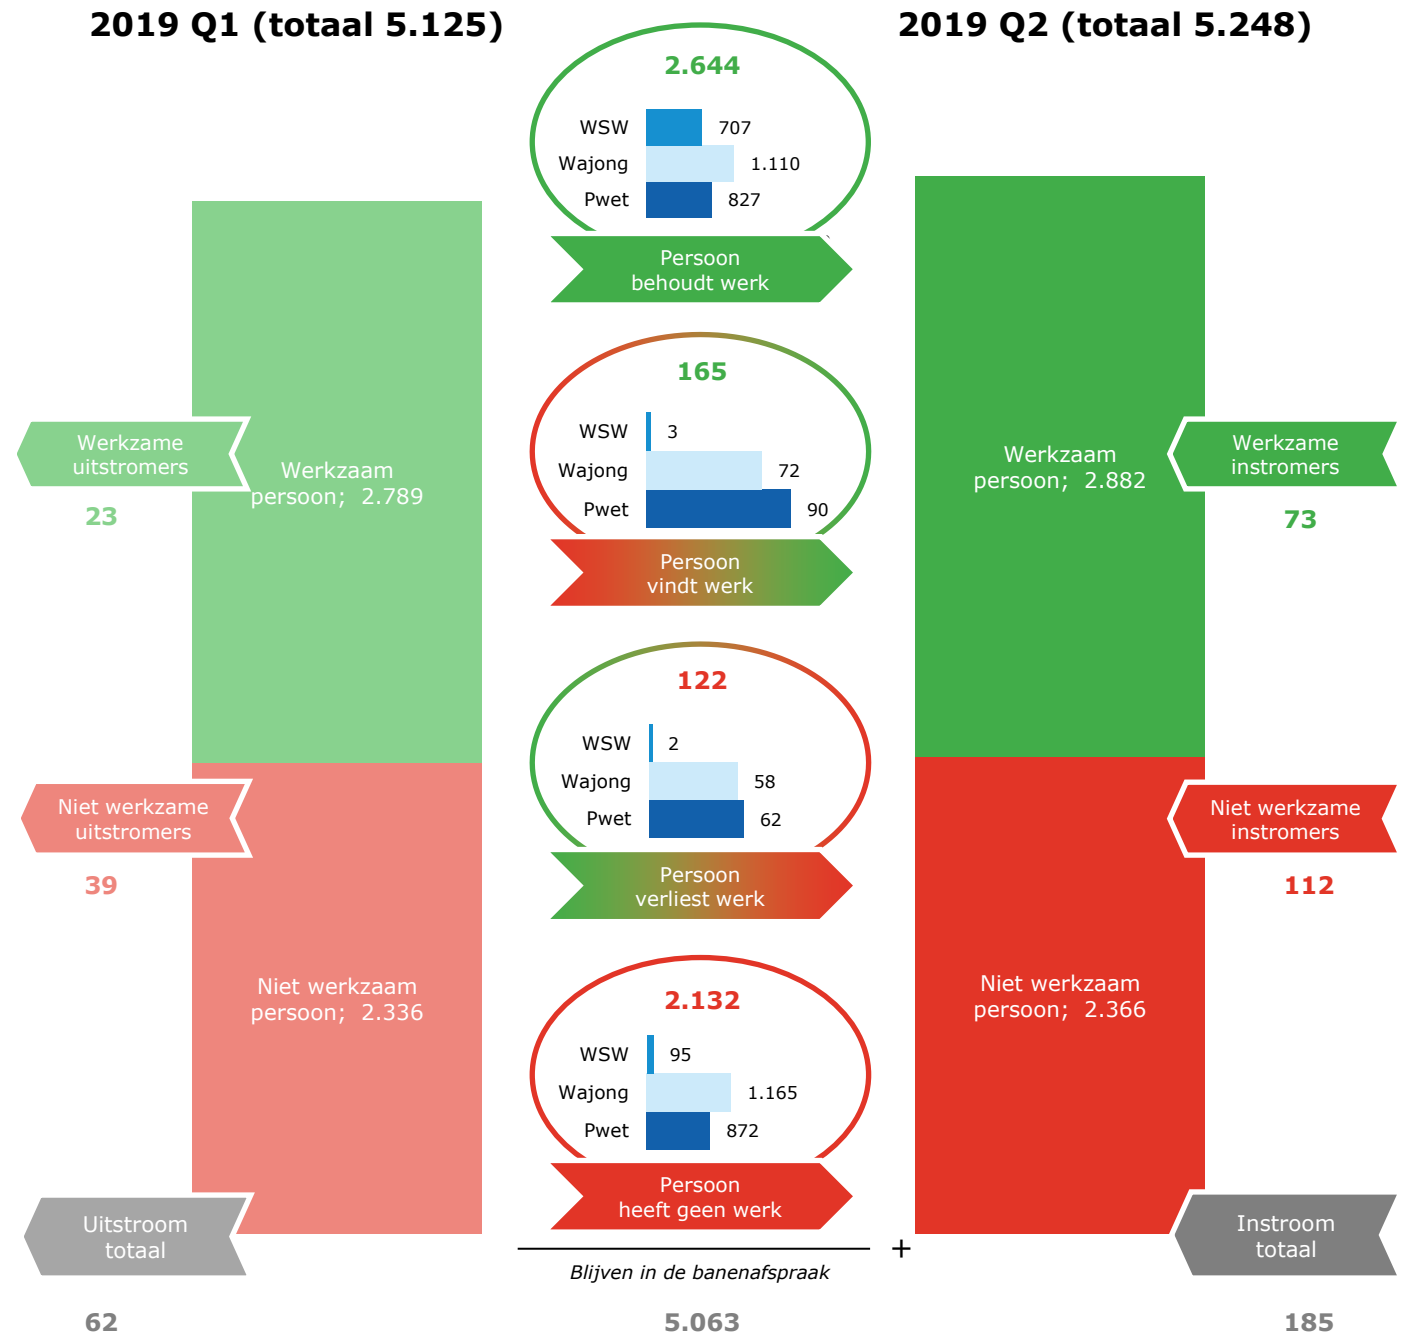 2019 Q1 (totaal 5.125)
2019 Q2 (totaal 5.248)
2.644
WSW 707
Wajong 1.110
Pwet 827
Persoon
behoudt werk
165
WSW 3
Wajong 72
Pwet 90
Persoon
vindt werk
122
WSW 2
Wajong 58
Pwet 62
Persoon
verliest werk
2.132
WSW 95
Wajong 1.165
Pwet 872
Persoon
heeft geen werk
Werkzame
uitstromers
23
Werkzaam
persoon; 2.789
Niet werkzame
uitstromers
39
Niet werkzaam
persoon; 2.336
Uitstroom
totaal
62
Werkzaam
persoon; 2.882
Werkzame
instromers
73
Niet werkzame
instromers
112
Niet werkzaam
persoon; 2.366
Instroom
totaal
185
+
Blijven in de banenafspraak
5.063